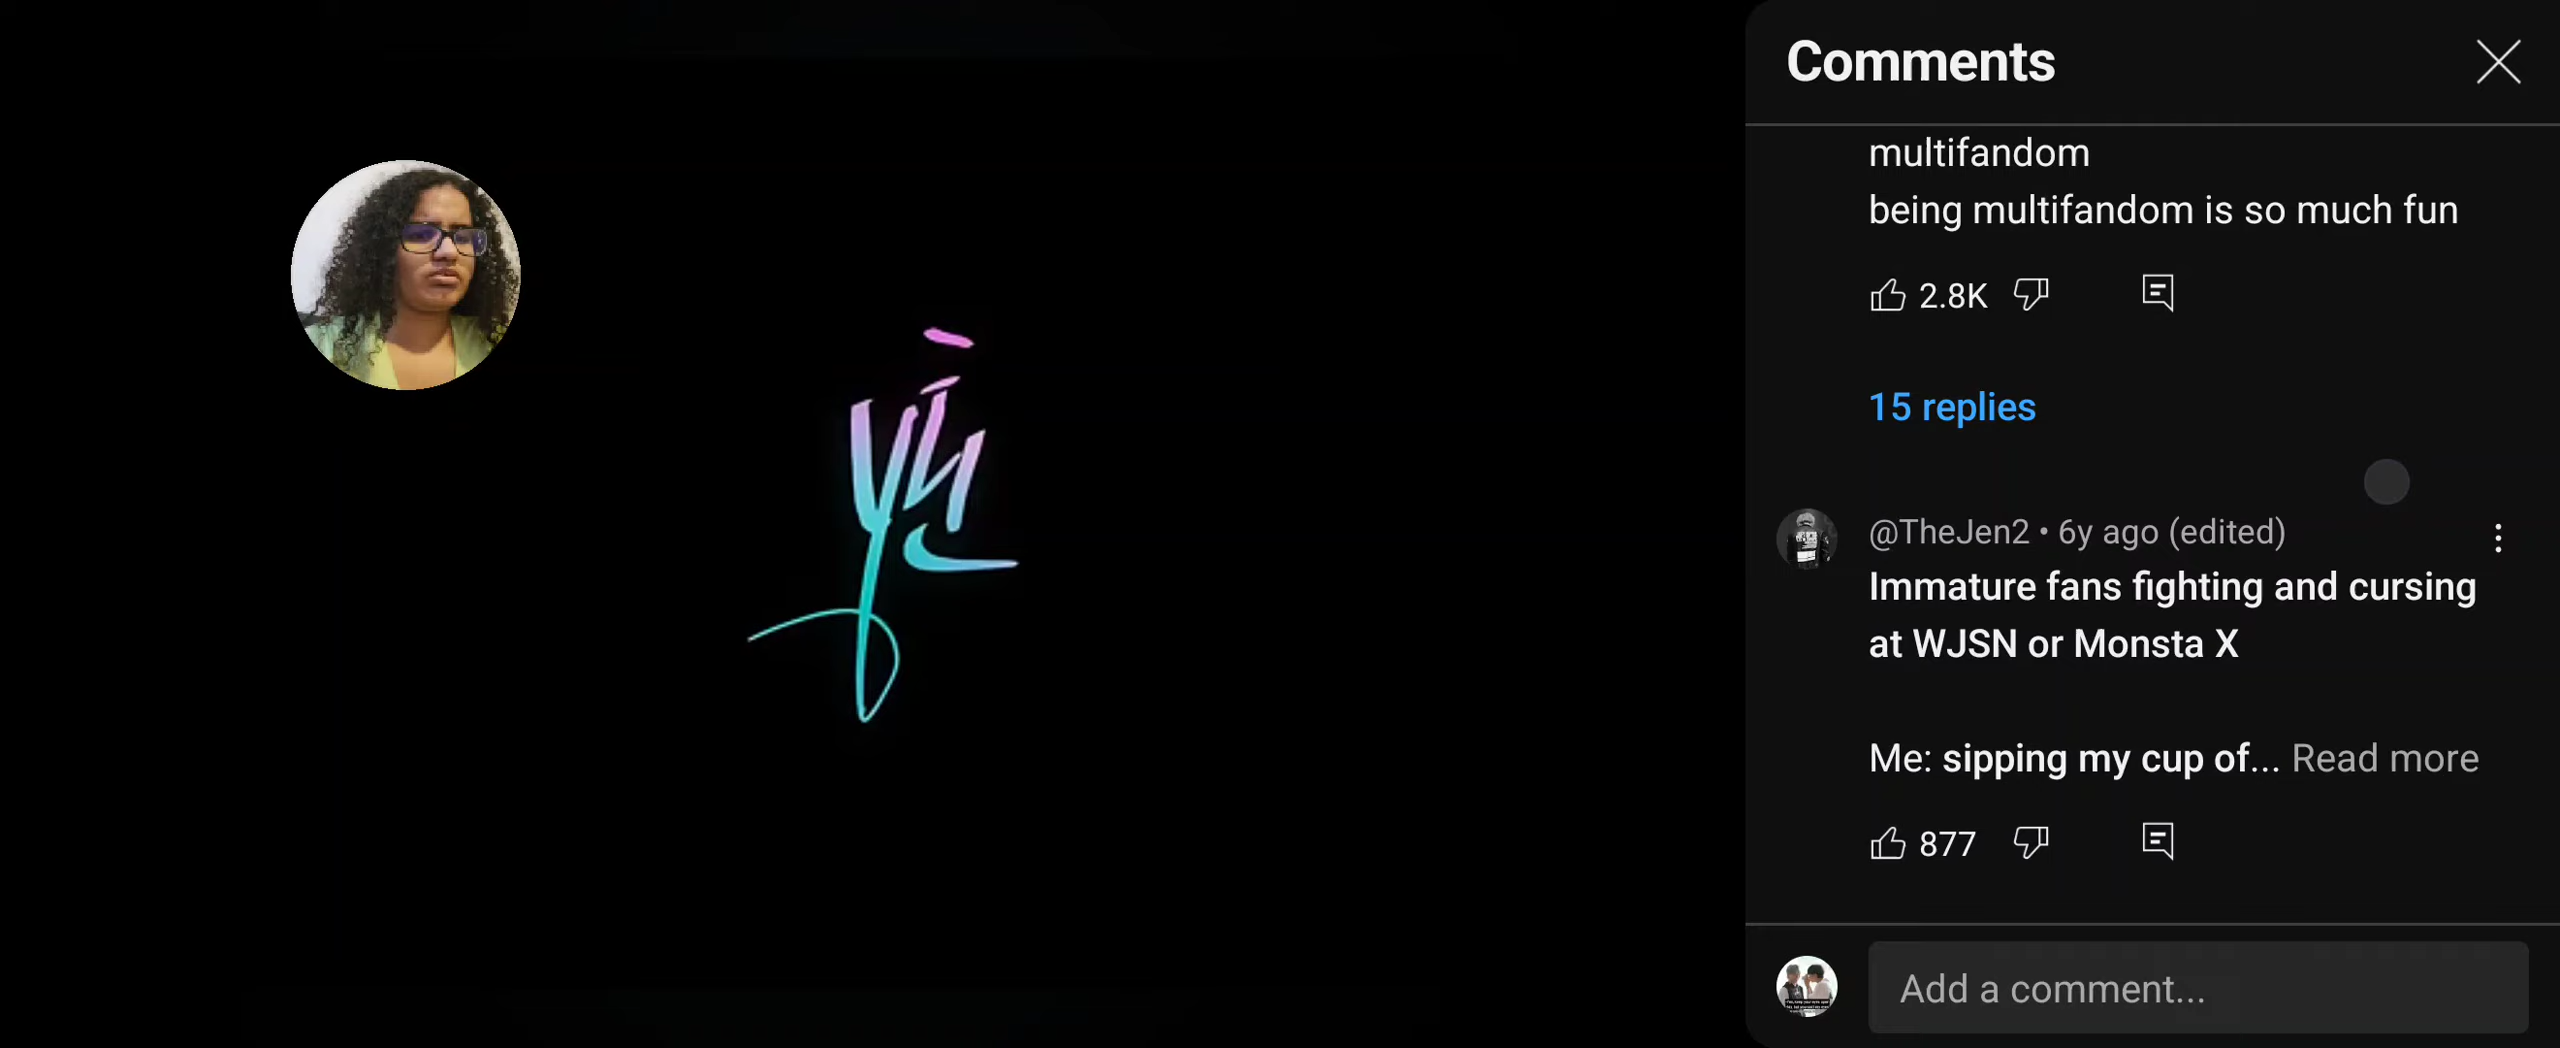 Comments
multifandom
being multifandom is so much fun
2.8K
15 replies
@TheJen2 • 6y ago (edited)
Immature fans fighting and cursing
at WJSN or Monsta X
Me: sipping my cup of... Read more
877
Add a comment...